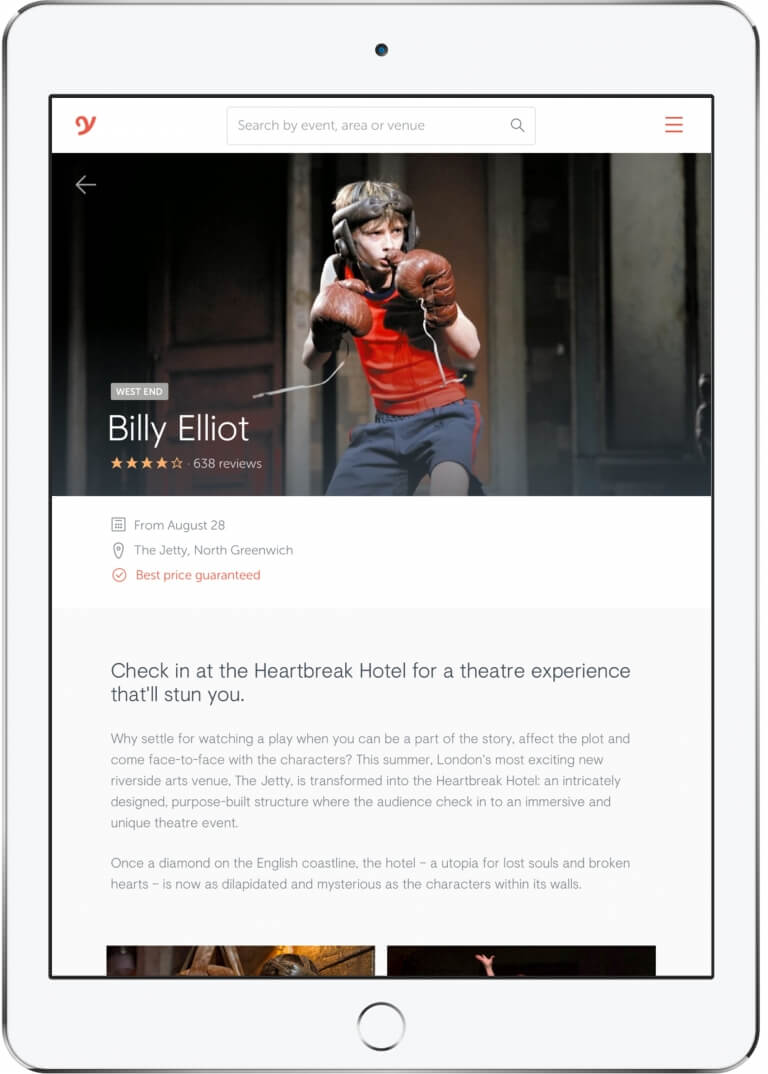 Search by event, area or venue
WEST END
Billy Elliot
★★★★☆ · 638 reviews
From August 28
The Jetty, North Greenwich
Best price guaranteed
Check in at the Heartbreak Hotel for a theatre experience
that'll stun you.
Why settle for watching a play when you can be a part of the story, affect the plot and
come face-to-face with the characters? This summer, London's most exciting new
riverside arts venue, The Jetty, is transformed into the Heartbreak Hotel: an intricately
designed, purpose-built structure where the audience check in to an immersive and
unique theatre event.
Once a diamond on the English coastline, the hotel – a utopia for lost souls and broken
hearts – is now as dilapidated and mysterious as the characters within its walls.